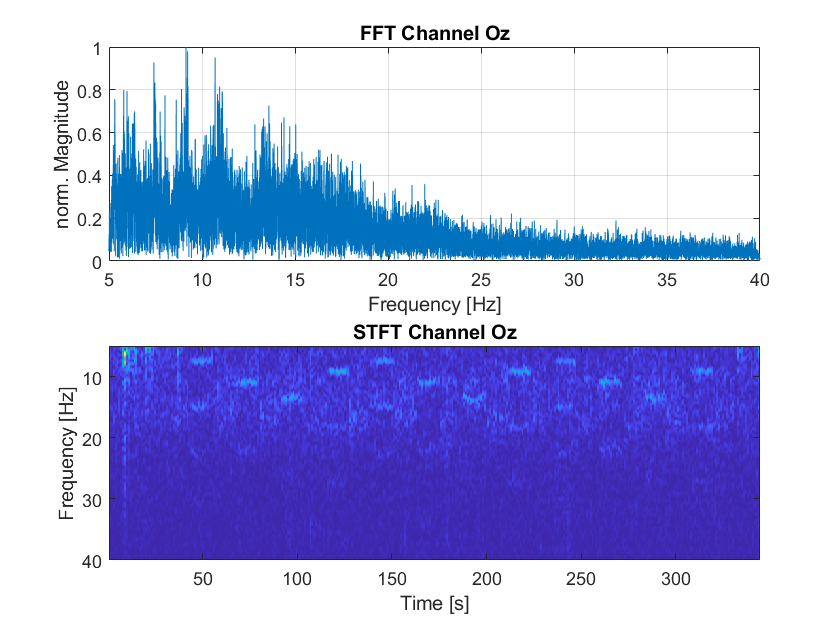 FFT Channel Oz
norm. Magnitude
1
0.8
0.6
0.4
0.2
0
5 10 15 20 25 30 35 40
Frequency [Hz]
STFT Channel Oz
Frequency [Hz]
10
20
30
40
50 100 150 200 250 300
Time [s]